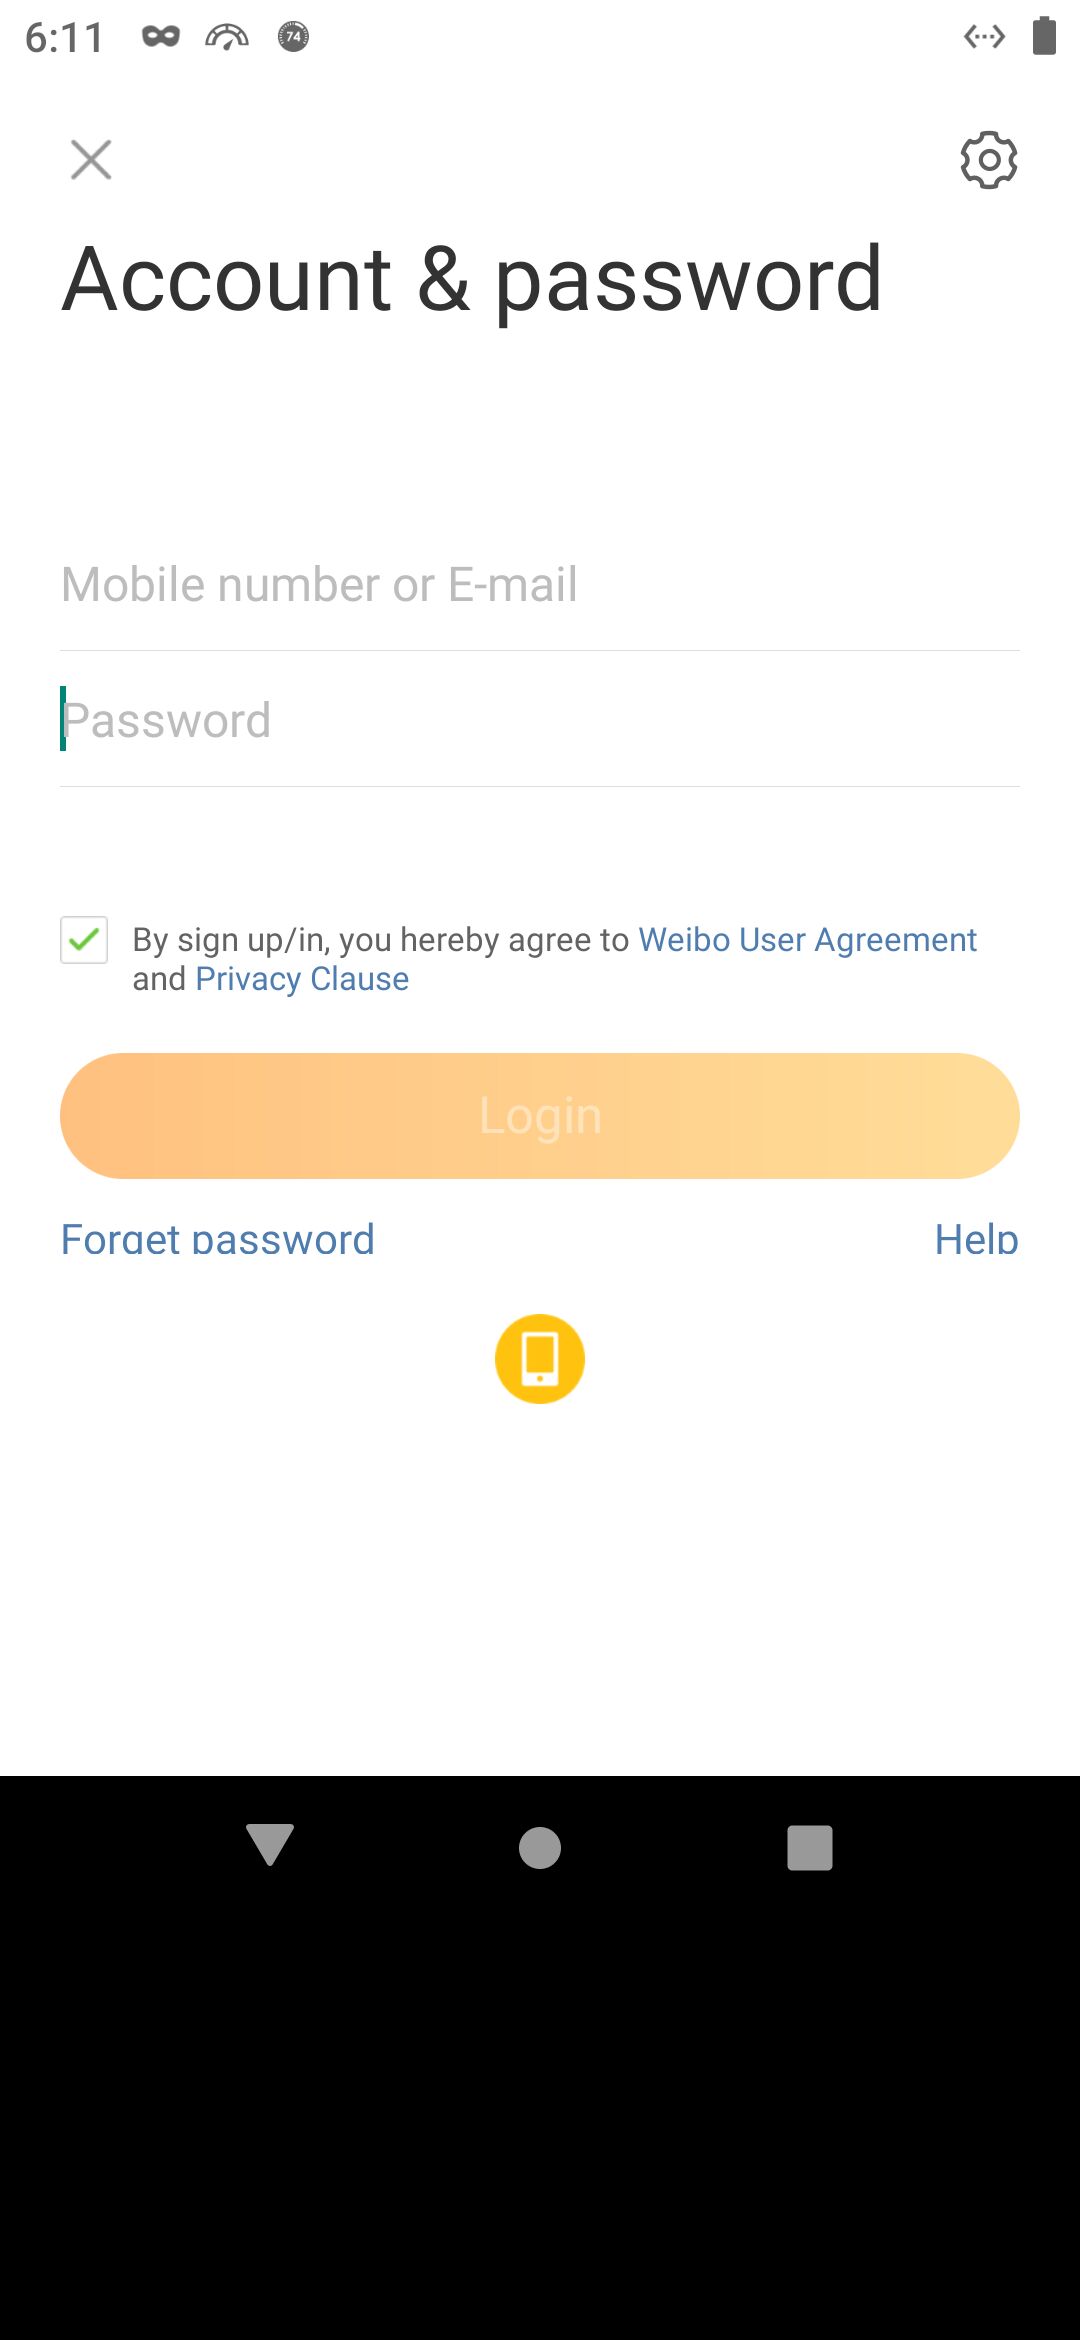 6:11
74
Account & password
Mobile number or E-mail
Password
By sign up/in, you hereby agree to Weibo User Agreement
and Privacy Clause
Login
Forget password
Help